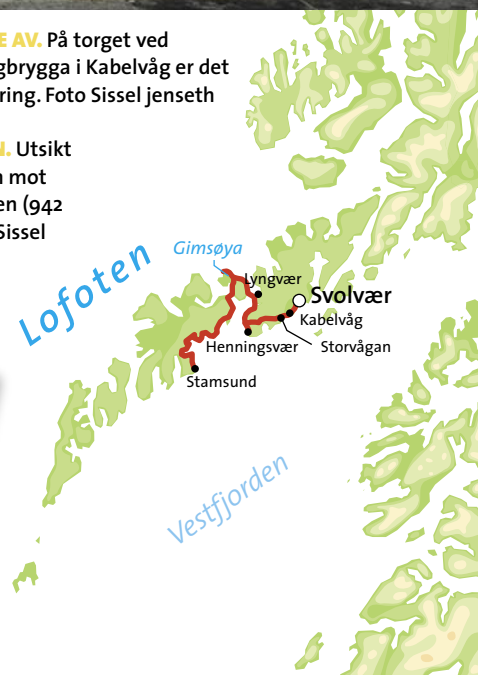 E AV. På torget ved
gbrygga i Kabelvåg er det
ring. Foto Sissel jenseth
N. Utsikt
mot
en (942
Sissel
Lofoten
Gimsøya
Lyngvær
Svolvær
Kabelvåg
Henningsvær
Storvågan
Stamsund
Vestfjorden